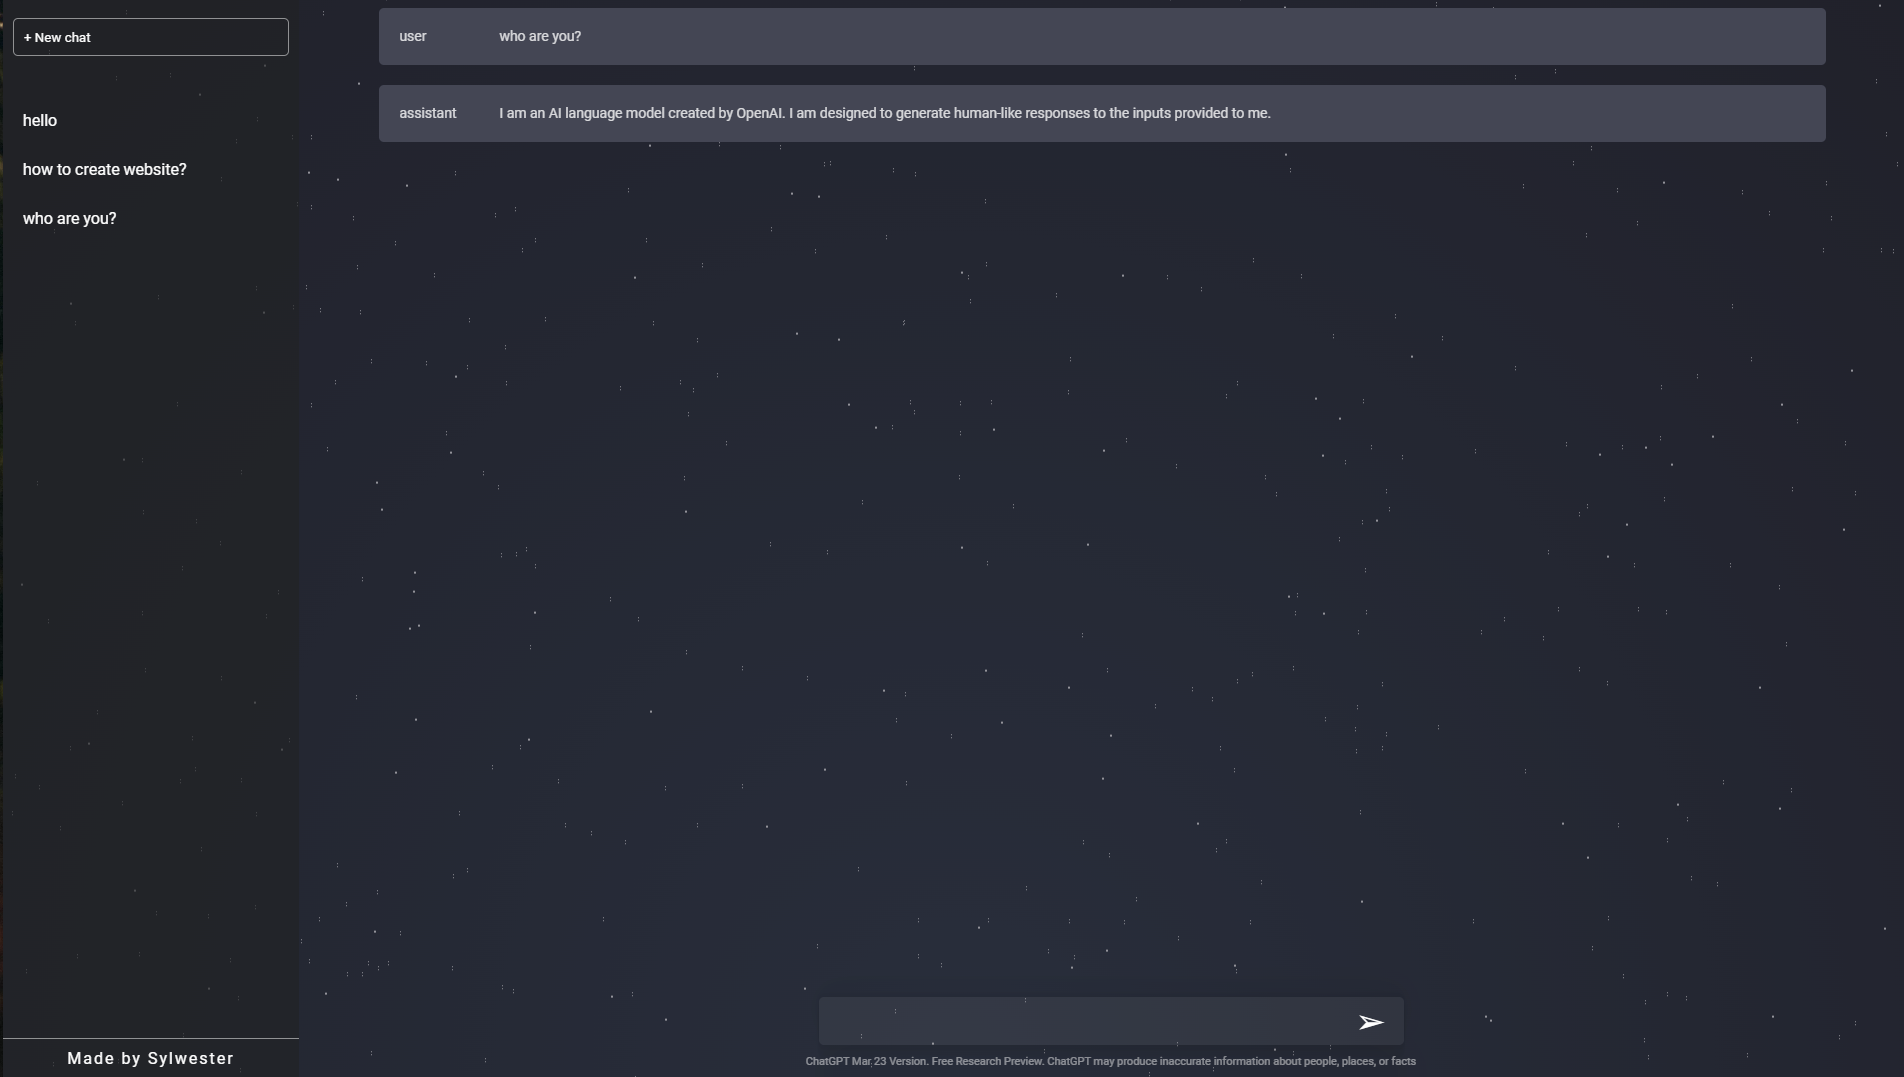 + New chat
hello
how to create website?
who are you?
Made by Sylwester
user who are you?
assistant I am an AI language model created by OpenAI. I am designed to generate human-like responses to the inputs provided to me.
ChatGPT Mar 23 Version. Free Research Preview. ChatGPT may produce inaccurate information about people, places, or facts